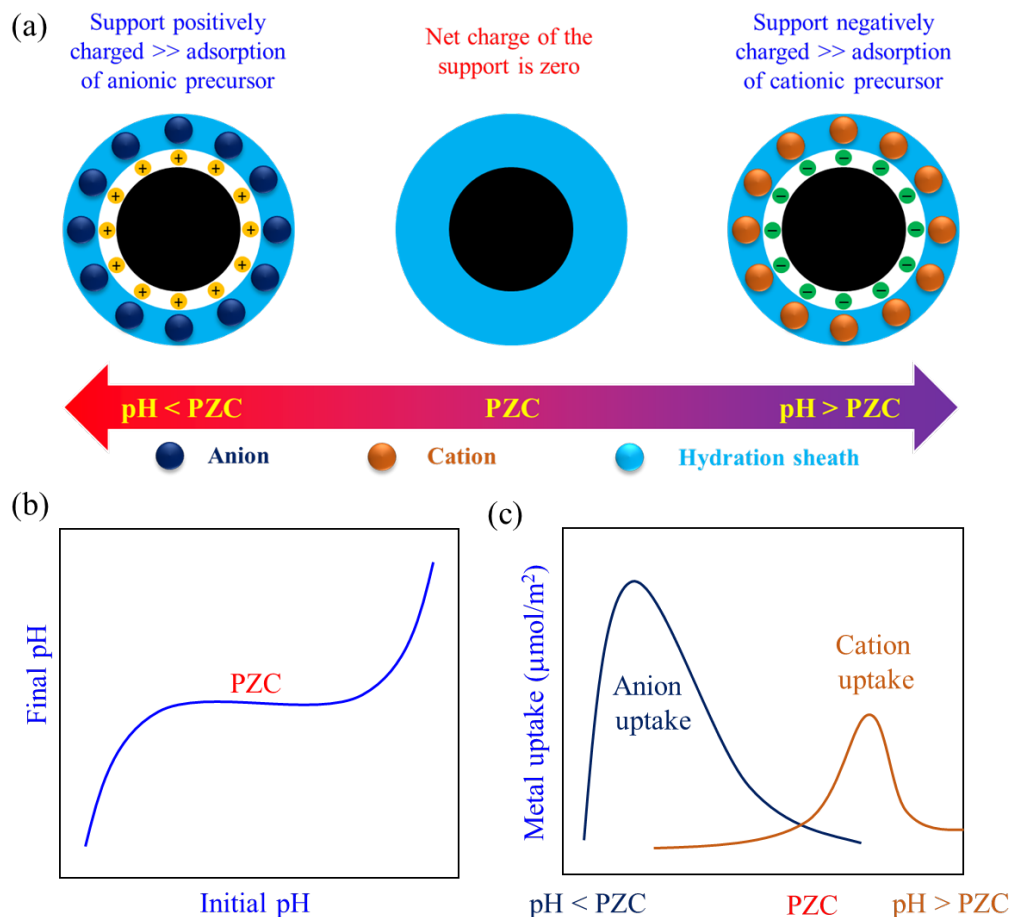 (a)
Support positively
charged >> adsorption
of anionic precursor
Net charge of the
support is zero
Support negatively
charged >> adsorption
of cationic precursor
+ + + + + + + + + + + +
− − − − − − − − − − − −
pH < PZC
PZC
pH > PZC
Anion
Cation
Hydration sheath
(b)
Final pH
PZC
Initial pH
(c)
Metal uptake (µmol/m²)
Anion
uptake
Cation
uptake
pH < PZC
PZC
pH > PZC